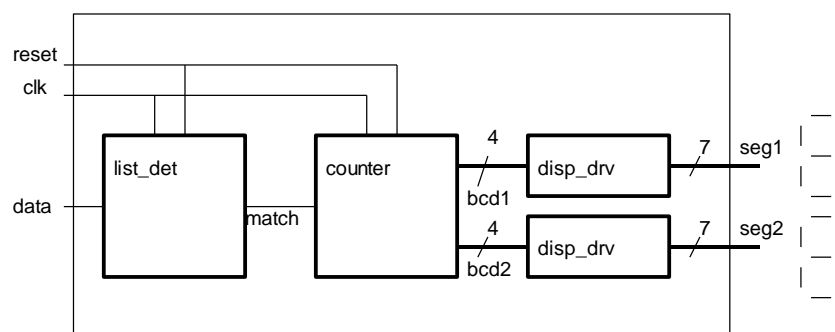 reset
clk
4
7
seg1
list_det
counter
disp_drv
bcd1
data
match
4
7
seg2
disp_drv
bcd2